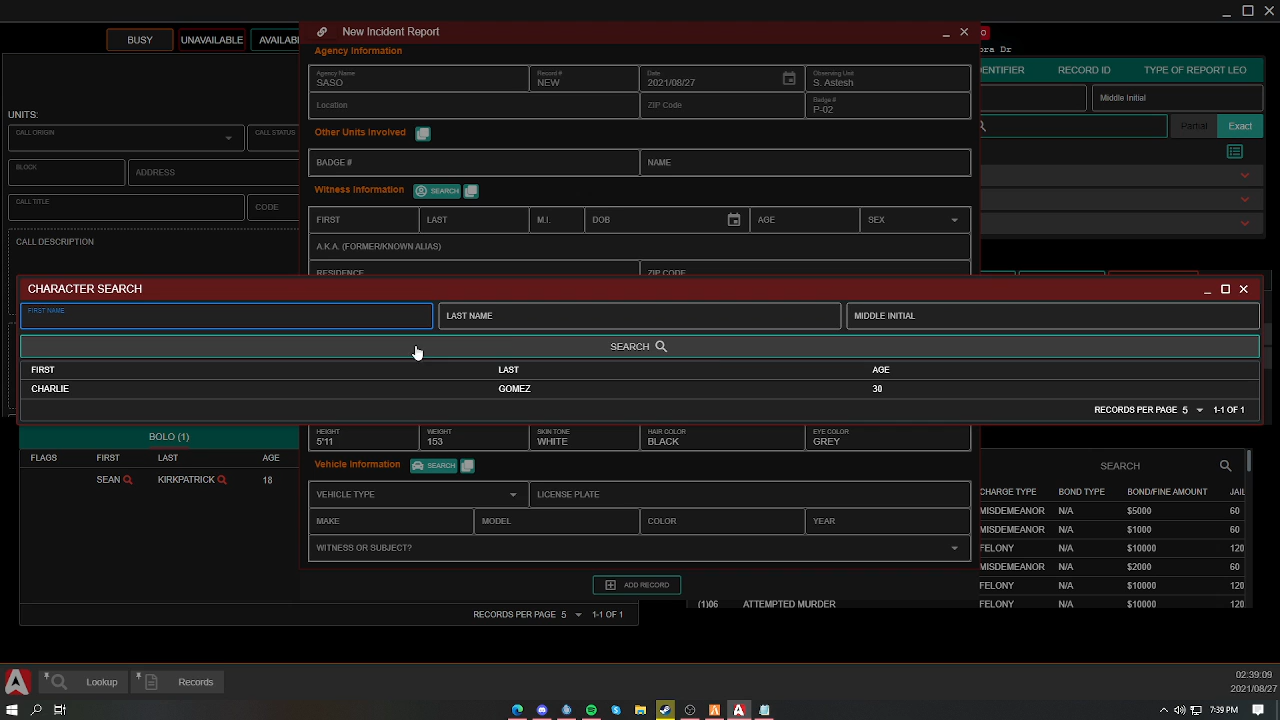 BUSY
UNAVAILABLE
New Incident Report
Agency Information
ora Dr
Agency Name
SASO
Record #
NEW
Date
2021/08/27
Observing Unit
S. Astesh
RECORD ID
TYPE OF REPORT LEO
Location
ZIP Code
Badge #
P-02
Middle Initial
UNITS:
CALL ORIGIN
CALL STATUS
Other Units Involved
Partial
Exact
BADGE #
NAME
BLOCK
ADDRESS
Witness Information
SEARCH
CALL TITLE
CODE
FIRST
LAST
M.I.
DOB
AGE
SEX
CALL DESCRIPTION
A.K.A. (FORMER/KNOWN ALIAS)
RESIDENCE
ZIP CODE
CHARACTER SEARCH
FIRST NAME
LAST NAME
MIDDLE INITIAL
SEARCH
FIRST
LAST
AGE
CHARLIE
GOMEZ
30
RECORDS PER PAGE 5
1-1 OF 1
BOLO (1)
HEIGHT
5'11
WEIGHT
153
SKIN TONE
WHITE
HAIR COLOR
BLACK
EYE COLOR
GREY
FLAGS
FIRST
LAST
AGE
Vehicle Information
SEARCH
SEARCH
SEAN
KIRKPATRICK
18
VEHICLE TYPE
LICENSE PLATE
CHARGE TYPE
BOND TYPE
BOND/FINE AMOUNT
JAIL
MISDEMEANOR N/A $5000 60
MAKE
MODEL
COLOR
YEAR
MISDEMEANOR N/A $1000 60
WITNESS OR SUBJECT?
FELONY N/A $10000 120
MISDEMEANOR N/A $2000 60
ADD RECORD
FELONY N/A $10000 120
(1)06 ATTEMPTED MURDER FELONY N/A $10000 120
RECORDS PER PAGE 5
1-1 OF 1
Lookup
Records
02:39:09
2021/08/27
7:39 PM